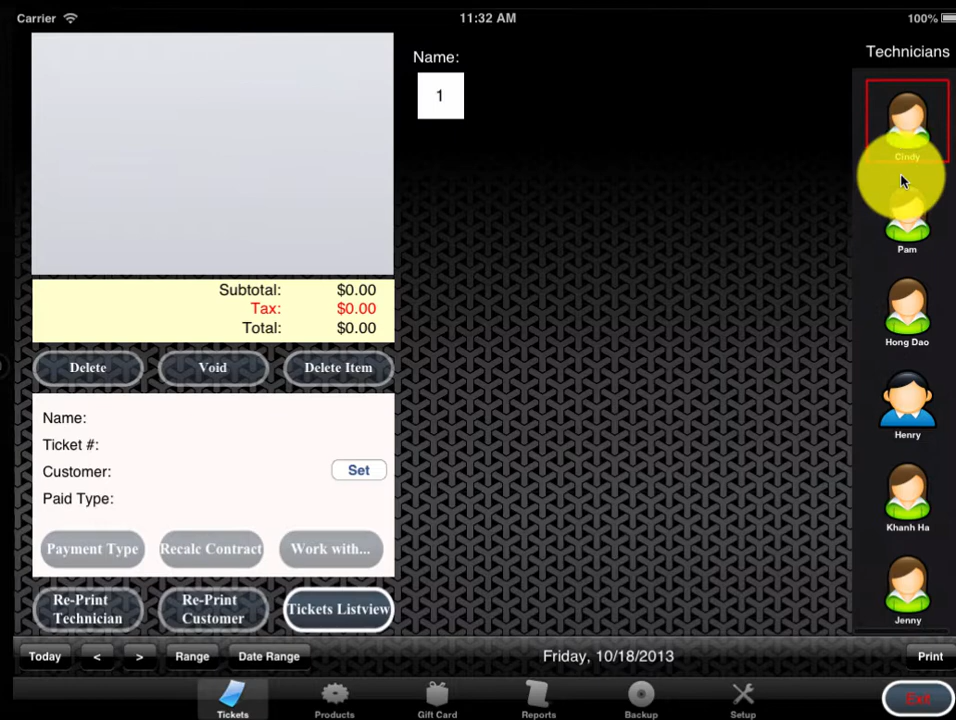 Carrier
11:32 AM
100%
Name:
1
Technicians
Cindy
Pam
Hong Dao
Henry
Khanh Ha
Jenny
Subtotal: $0.00
Tax: $0.00
Total: $0.00
Delete
Void
Delete Item
Name:
Ticket #:
Customer:
Set
Paid Type:
Payment Type
Recalc Contract
Work with...
Re-Print
Technician
Re-Print
Customer
Tickets Listview
Today
<
>
Range
Date Range
Friday, 10/18/2013
Print
Tickets
Products
Gift Card
Reports
Backup
Setup
Exit